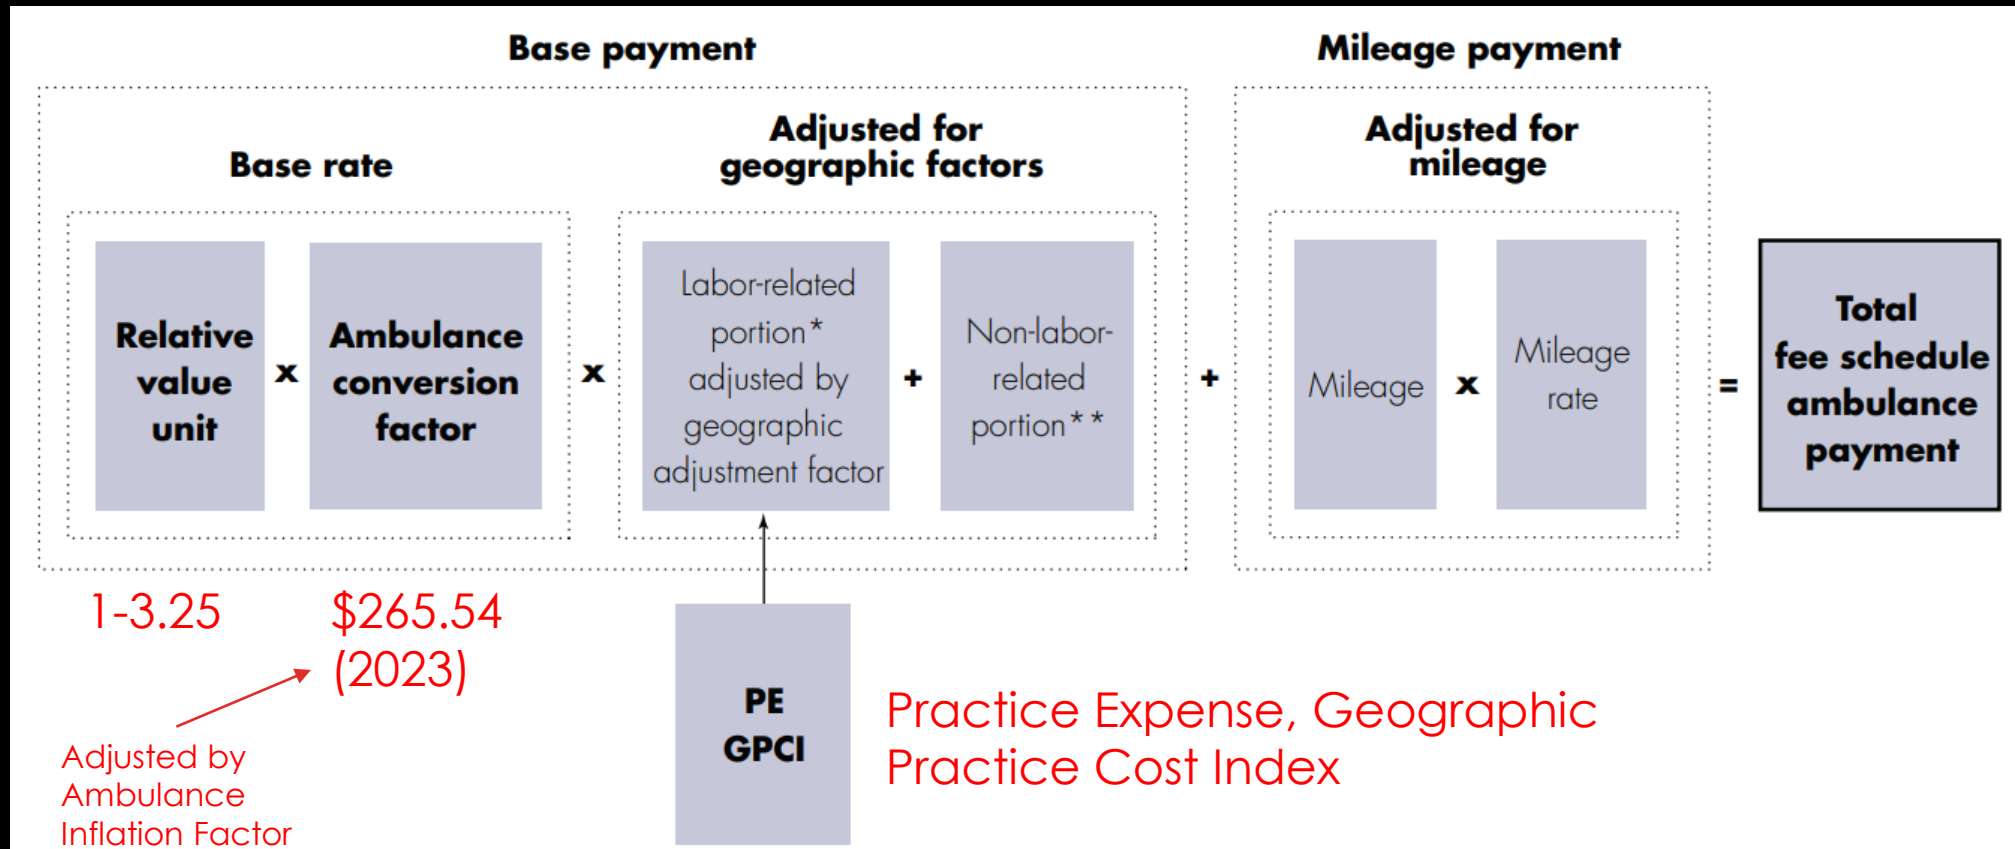 Base payment
Mileage payment
Base rate
Adjusted for
geographic factors
Adjusted for
mileage
Relative
value
unit
x
Ambulance
conversion
factor
x
Labor-related
portion*
adjusted by
geographic
adjustment factor
+
Non-labor-
related
portion**
+
Mileage
x
Mileage
rate
=
Total
fee schedule
ambulance
payment
1-3.25
$265.54
(2023)
Adjusted by
Ambulance
Inflation Factor
PE
GPCI
Practice Expense, Geographic
Practice Cost Index